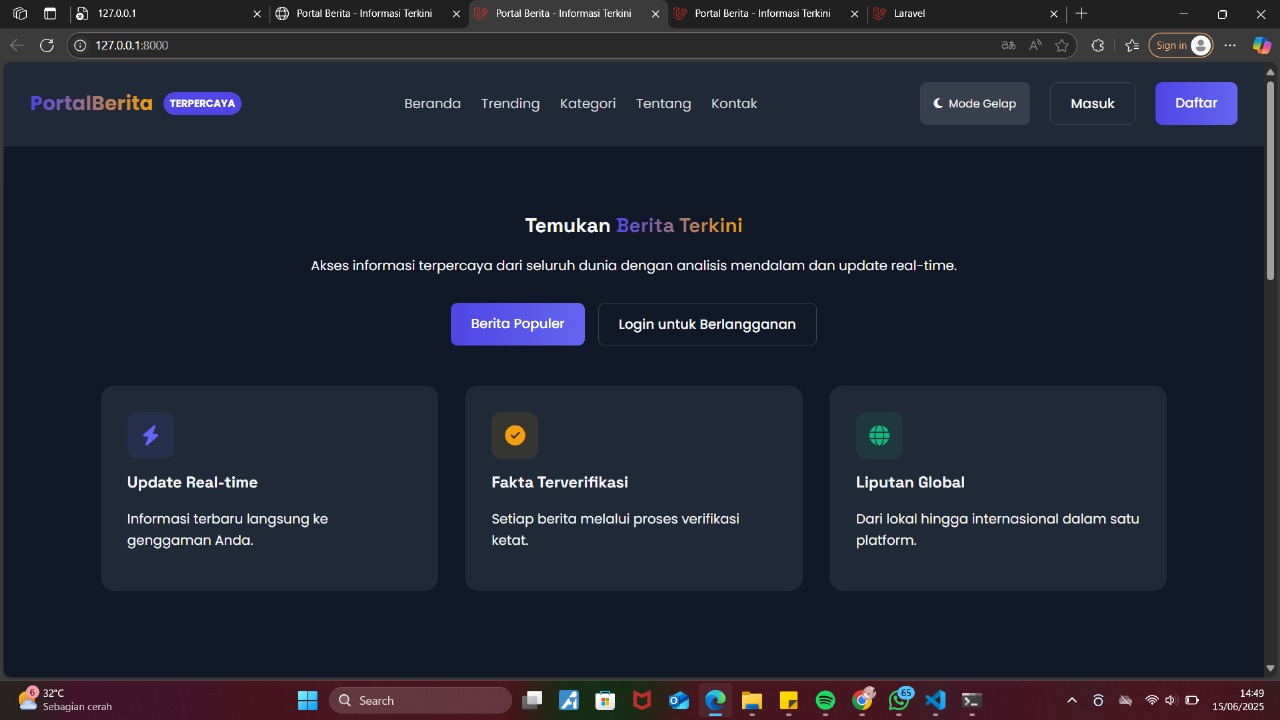 127.0.0.1
Portal Berita - Informasi Terkini
Portal Berita - Informasi Terkini
Portal Berita - Informasi Terkini
Laravel
127.0.0.1:8000
Sign in
PortalBerita
TERPERCAYA
Beranda
Trending
Kategori
Tentang
Kontak
Mode Gelap
Masuk
Daftar
Temukan Berita Terkini
Akses informasi terpercaya dari seluruh dunia dengan analisis mendalam dan update real-time.
Berita Populer
Login untuk Berlangganan
Update Real-time
Informasi terbaru langsung ke
genggaman Anda.
Fakta Terverifikasi
Setiap berita melalui proses verifikasi
ketat.
Liputan Global
Dari lokal hingga internasional dalam satu
platform.
6
32°C
Sebagian cerah
Search
65
14:49
15/06/2025